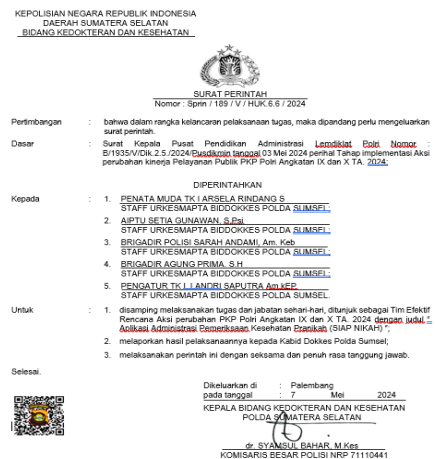 KEPOLISIAN NEGARA REPUBLIK INDONESIA
DAERAH SUMATERA SELATAN
BIDANG KEDOKTERAN DAN KESEHATAN
SURAT PERINTAH
Nomor : Sprin / 189 / V / HUK.6.6 / 2024
Pertimbangan : bahwa dalam rangka kelancaran pelaksanaan tugas, maka dipandang perlu mengeluarkan
surat perintah.
Dasar : Surat Kepala Pusat Pendidikan Administrasi Lemdiklat Polri Nomor :
B/1935/V/Dik.2.5./2024/Pusdikmin tanggal 03 Mei 2024 perihal Tahap implementasi Aksi
perubahan kinerja Pelayanan Publik PKP Polri Angkatan IX dan X TA. 2024;
DIPERINTAHKAN
Kepada : 1. PENATA MUDA TK I ARSELA RINDANG S
STAFF URKESMAPTA BIDDOKKES POLDA SUMSEL;
2. AIPTU SETIA GUNAWAN, S.Psi
STAFF URKESMAPTA BIDDOKKES POLDA SUMSEL;
3. BRIGADIR POLISI SARAH ANDAMI, Am. Keb
STAFF URKESMAPTA BIDDOKKES POLDA SUMSEL;
4. BRIGADIR AGUNG PRIMA, S.H
STAFF URKESMAPTA BIDDOKKES POLDA SUMSEL;
5. PENGATUR TK I I ANDRI SAPUTRA Am.kEP
STAFF URKESMAPTA BIDDOKKES POLDA SUMSEL.
Untuk : 1. disamping melaksanakan tugas dan jabatan sehari-hari, ditunjuk sebagai Tim Efektif
Rencana Aksi perubahan PKP Polri Angkatan IX dan X TA. 2024 dengan judul "
Aplikasi Administrasi Pemeriksaan Kesehatan Pranikah (SIAP NIKAH) ";
2. melaporkan hasil pelaksanaannya kepada Kabid Dokkes Polda Sumsel;
3. melaksanakan perintah ini dengan seksama dan penuh rasa tanggung jawab.
Selesai.
Dikeluarkan di : Palembang
pada tanggal : 7 Mei 2024
KEPALA BIDANG KEDOKTERAN DAN KESEHATAN
POLDA SUMATERA SELATAN
dr. SYAMSUL BAHAR, M.Kes
KOMISARIS BESAR POLISI NRP 71110441